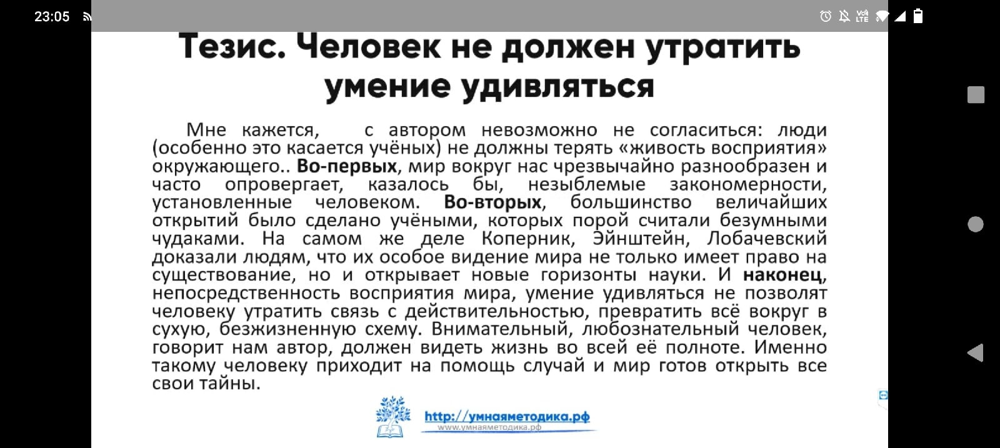 23:05
Vo)) LTE
Тезис. Человек не должен утратить
умение удивляться
Мне кажется, с автором невозможно не согласиться: люди
(особенно это касается учёных) не должны терять «живость восприятия»
окружающего.. Во-первых, мир вокруг нас чрезвычайно разнообразен и
часто опровергает, казалось бы, незыблемые закономерности,
установленные человеком. Во-вторых, большинство величайших
открытий было сделано учёными, которых порой считали безумными
чудаками. На самом же деле Коперник, Эйнштейн, Лобачевский
доказали людям, что их особое видение мира не только имеет право на
существование, но и открывает новые горизонты науки. И наконец,
непосредственность восприятия мира, умение удивляться не позволят
человеку утратить связь с действительностью, превратить всё вокруг в
сухую, безжизненную схему. Внимательный, любознательный человек,
говорит нам автор, должен видеть жизнь во всей её полноте. Именно
такому человеку приходит на помощь случай и мир готов открыть все
свои тайны.
http://умнаяметодика.рф
www.умнаяметодика.рф